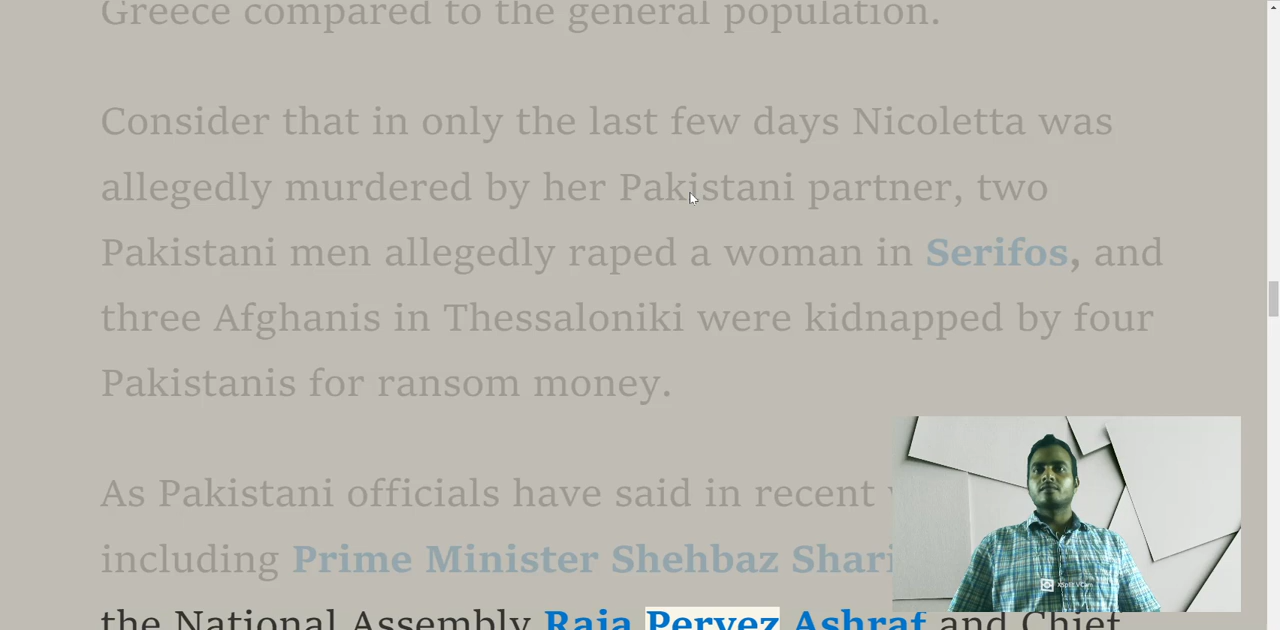 Greece compared to the general population.
Consider that in only the last few days Nicoletta was
allegedly murdered by her Pakistani partner, two
Pakistani men allegedly raped a woman in Serifos, and
three Afghanis in Thessaloniki were kidnapped by four
Pakistanis for ransom money.
As Pakistani officials have said in recent
including Prime Minister Shehbaz Shari
the National Assembly Raja Pervez Ashraf and Chief
XSplit VCam